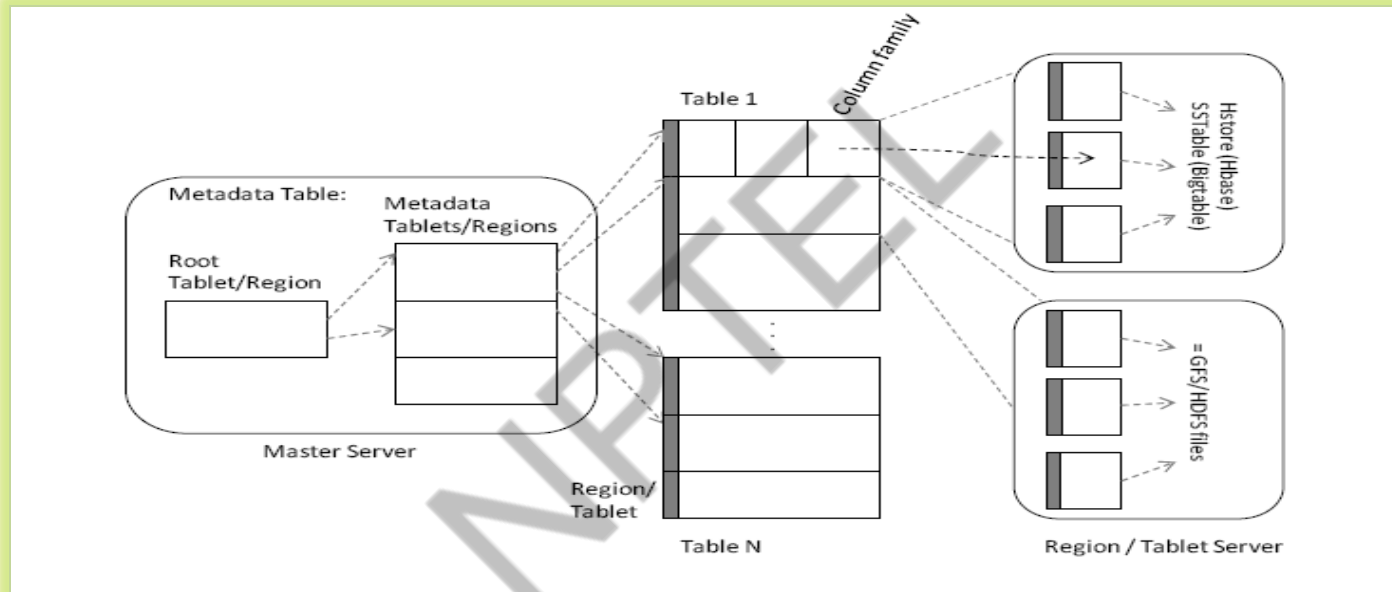 Column family
Table 1
Hstore (Hbase)
SSTable (Bigtable)
Metadata Table:
Metadata
Tablets/Regions
Root
Tablet/Region
Master Server
= GFS/HDFS files
Region/
Tablet
Table N
Region / Tablet Server
NPTEL